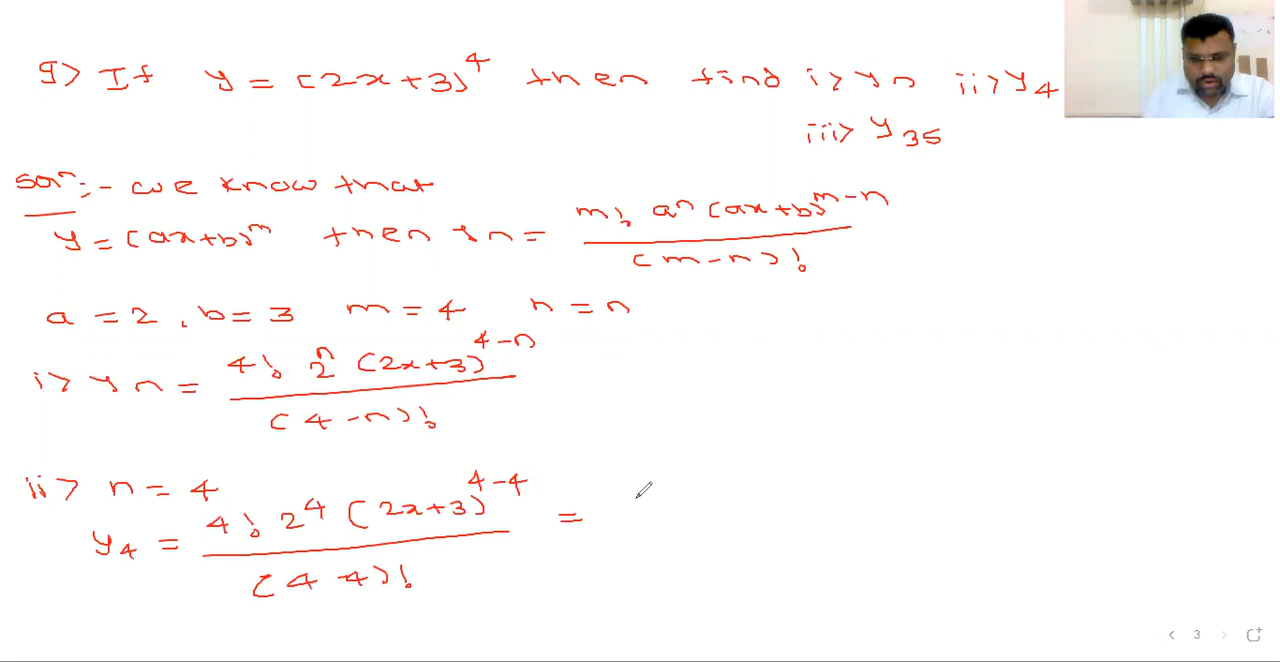 9> If y = (2x+3)^4 then find i> yn ii> y4
iii> y35
Solⁿ:- we know that
y = (ax+b)^m then yn = m! a^n (ax+b)^m-n / (m-n)!
a = 2, b = 3 m = 4 n = n
i> yn = 4! 2^n (2x+3)^4-n / (4-n)!
ii> n = 4
y4 = 4! 2^4 (2x+3)^4-4 / (4-4)! =
< 3 >